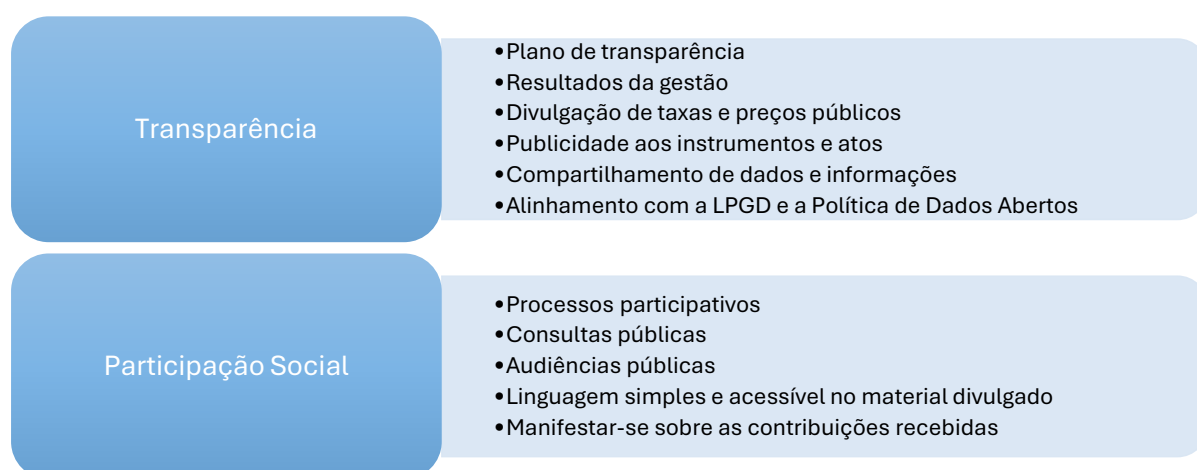 Transparência
•Plano de transparência
•Resultados da gestão
•Divulgação de taxas e preços públicos
•Publicidade aos instrumentos e atos
•Compartilhamento de dados e informações
•Alinhamento com a LPGD e a Política de Dados Abertos
Participação Social
•Processos participativos
•Consultas públicas
•Audiências públicas
•Linguagem simples e acessível no material divulgado
•Manifestar-se sobre as contribuições recebidas